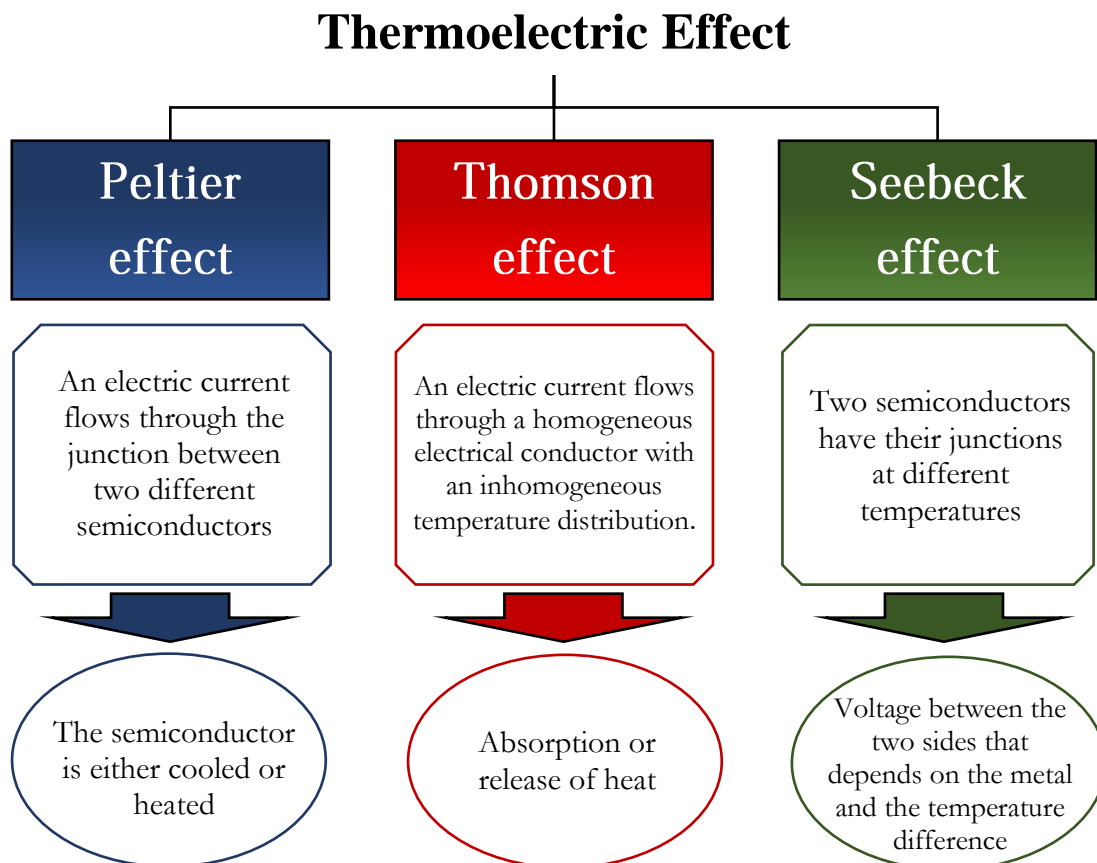 Thermoelectric Effect
Peltier
effect
An electric current
flows through the
junction between
two different
semiconductors
The semiconductor
is either cooled or
heated
Thomson
effect
An electric current flows
through a homogeneous
electrical conductor with
an inhomogeneous
temperature distribution.
Absorption or
release of heat
Seebeck
effect
Two semiconductors
have their junctions
at different
temperatures
Voltage between the
two sides that
depends on the metal
and the temperature
difference